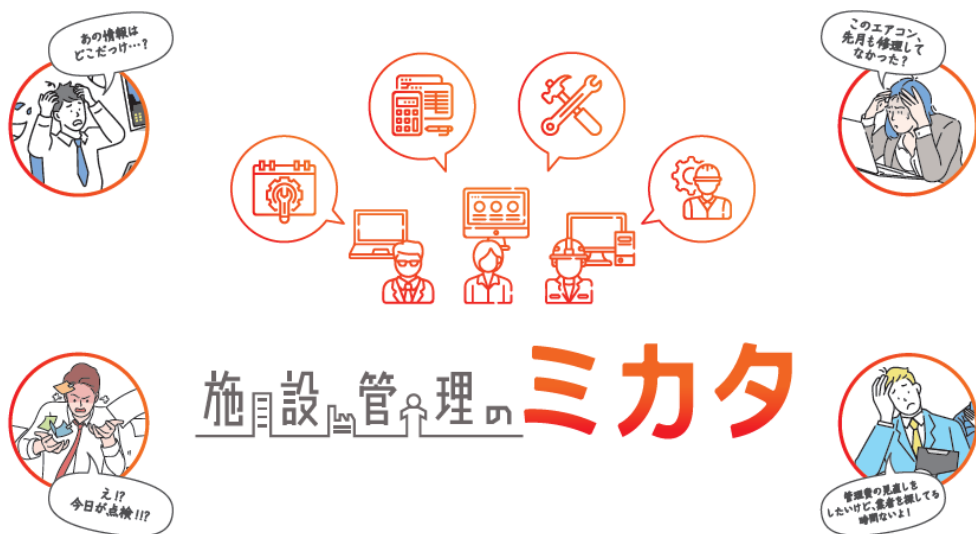 あの情報は
どこだっけ…?
このエアコン、
先月も修理して
なかった?
施設管理のミカタ
え!?
今日が点検!!?
管理費の見直しを
したいけど、業者を探してる
時間ないよ!